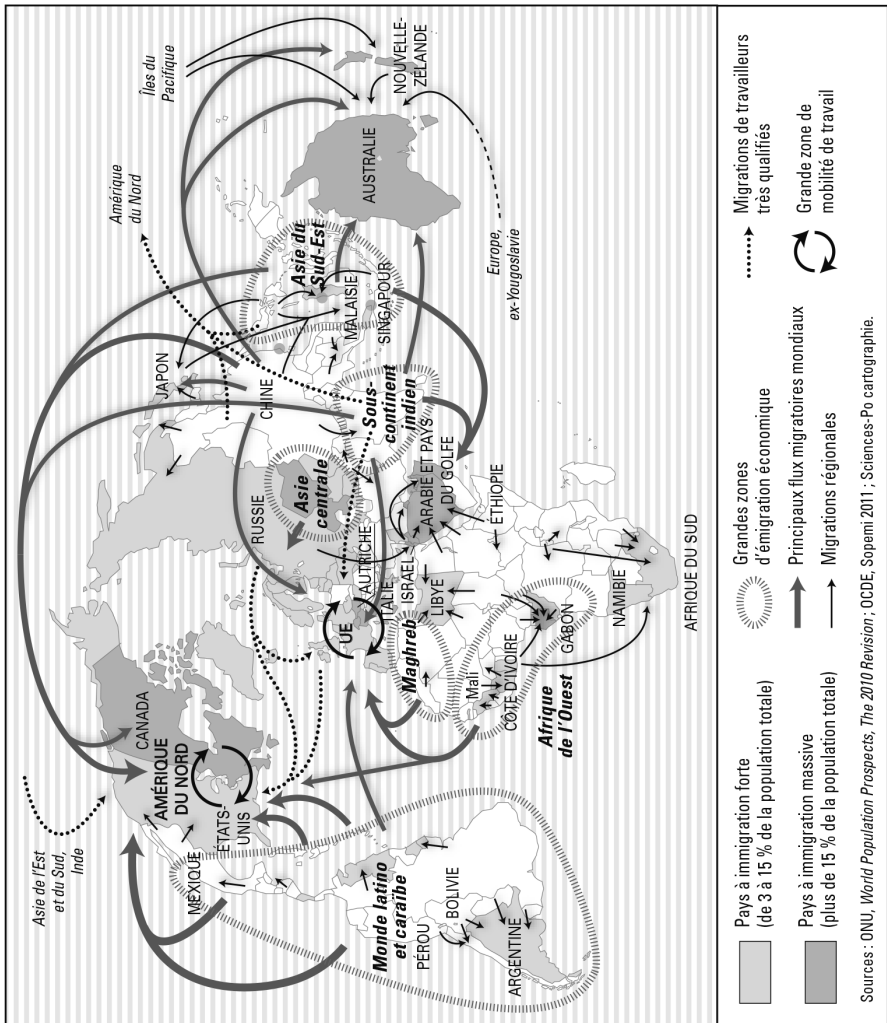 Asie de l'Est
et du Sud,
Inde
Amérique
du Nord
Îles du
Pacifique
CANADA
AMÉRIQUE
DU NORD
ÉTATS-
UNIS
MEXIQUE
Monde latino
et caraïbe
PÉROU
BOLIVIE
ARGENTINE
RUSSIE
UE
AUTRICHE
ITALIE
ISRAËL
Asie
centrale
JAPON
CHINE
Sous-
continent
indien
Asie du
Sud-Est
MALAISIE
SINGAPOUR
Maghreb
LIBYE
ARABIE ET PAYS
DU GOLFE
ÉTHIOPIE
Mali
CÔTE D'IVOIRE
Afrique
de l'Ouest
GABON
NAMIBIE
AFRIQUE DU SUD
AUSTRALIE
NOUVELLE-
ZÉLANDE
Europe,
ex-Yougoslavie
Pays à immigration forte
(de 3 à 15 % de la population totale)
Pays à immigration massive
(plus de 15 % de la population totale)
Grandes zones
d'émigration économique
Principaux flux migratoires mondiaux
Migrations régionales
Migrations de travailleurs
très qualifiés
Grande zone de
mobilité de travail
Sources : ONU, World Population Prospects, The 2010 Revision ; OCDE, Sopemi 2011 ; Sciences-Po cartographie.